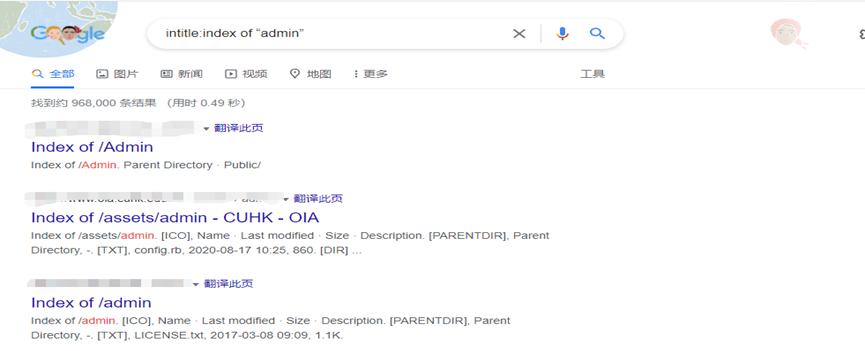 Google
intitle:index of “admin”
全部 图片 新闻 视频 地图 更多 工具
找到约 968,000 条结果 （用时 0.49 秒）
翻译此页
Index of /Admin
Index of /Admin. Parent Directory · Public/
翻译此页
Index of /assets/admin - CUHK - OIA
Index of /assets/admin. [ICO], Name · Last modified · Size · Description. [PARENTDIR], Parent
Directory, -. [TXT], config.rb, 2020-08-17 10:25, 860. [DIR] ...
翻译此页
Index of /admin
Index of /admin. [ICO], Name · Last modified · Size · Description. [PARENTDIR], Parent
Directory, -. [TXT], LICENSE.txt, 2017-03-08 09:09, 1.1K.